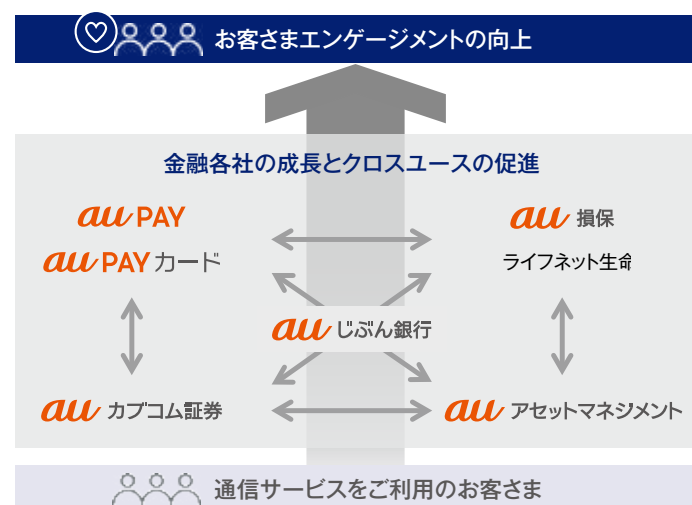 お客さまエンゲージメントの向上
金融各社の成長とクロスユースの促進
au PAY
au 損保
au PAY カード
ライフネット生命
au じぶん銀行
au カブコム証券
au アセットマネジメント
通信サービスをご利用のお客さま